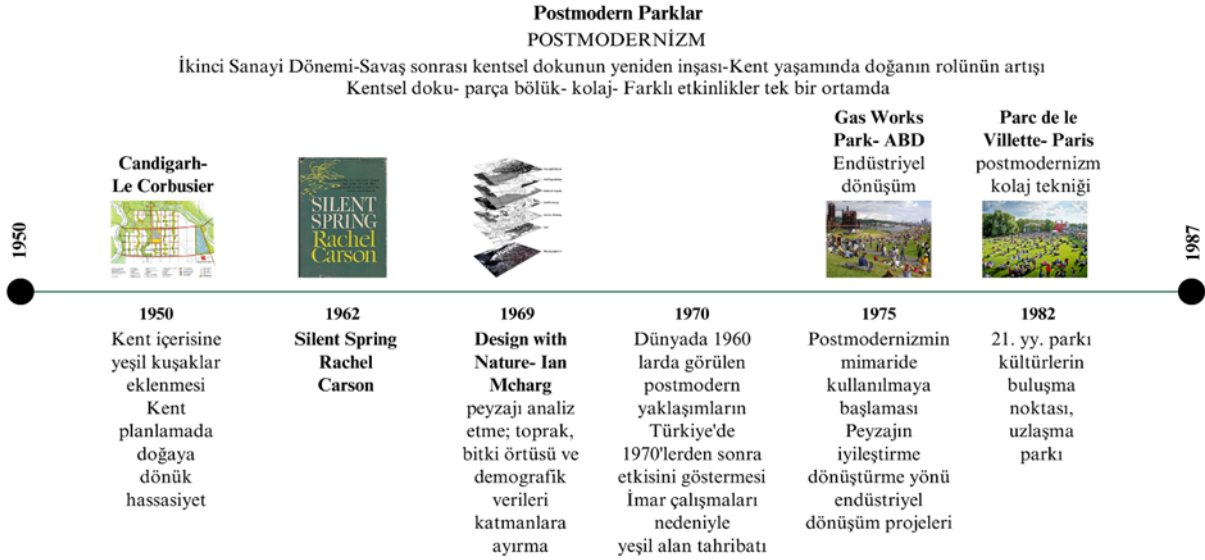 Postmodern Parklar
POSTMODERNİZM
İkinci Sanayi Dönemi-Savaş sonrası kentsel dokunun yeniden inşası-Kent yaşamında doğanın rolünün artışı
Kentsel doku- parça bölük- kolaj- Farklı etkinlikler tek bir ortamda
Candigarh-
Le Corbusier
SILENT
SPRING
Rachel
Carson
Gas Works
Park- ABD
Endüstriyel
dönüşüm
Parc de le
Villette- Paris
postmodernizm
kolaj tekniği
1950
1987
1950
Kent içerisine
yeşil kuşaklar
eklenmesi
Kent
planlamada
doğaya
dönük
hassasiyet
1962
Silent Spring
Rachel
Carson
1969
Design with
Nature- Ian
Mcharg
peyzajı analiz
etme; toprak,
bitki örtüsü ve
demografik
verileri
katmanlara
ayırma
1970
Dünyada 1960
larda görülen
postmodern
yaklaşımların
Türkiye'de
1970'lerden sonra
etkisini göstermesi
İmar çalışmaları
nedeniyle
yeşil alan tahribatı
1975
Postmodernizmin
mimaride
kullanılmaya
başlaması
Peyzajın
iyileştirme
dönüştürme yönü
endüstriyel
dönüşüm projeleri
1982
21. yy. parkı
kültürlerin
buluşma
noktası,
uzlaşma
parkı